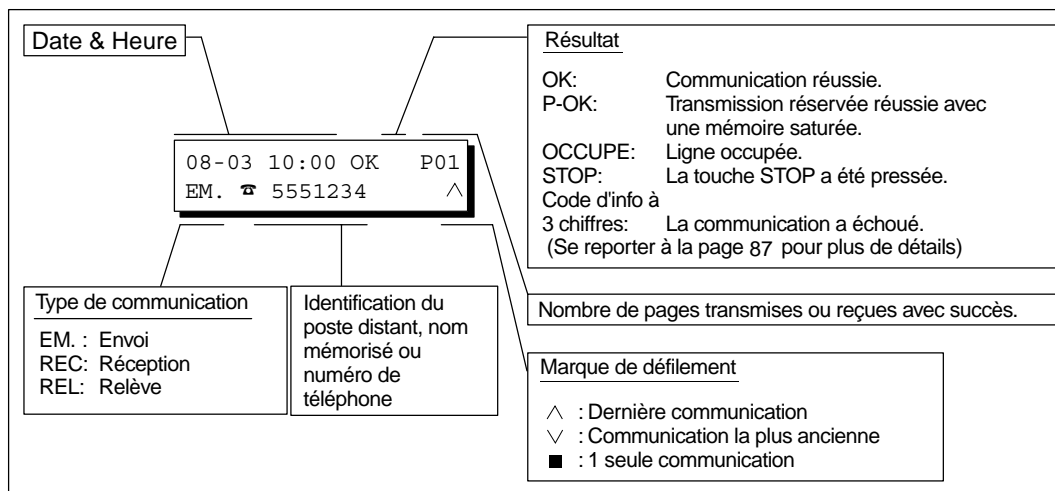 Date & Heure
08-03 10:00 OK P01
EM. ☎ 5551234 ∧
Résultat
OK: Communication réussie.
P-OK: Transmission réservée réussie avec
une mémoire saturée.
OCCUPE: Ligne occupée.
STOP: La touche STOP a été pressée.
Code d'info à
3 chiffres: La communication a échoué.
(Se reporter à la page 87 pour plus de détails)
Type de communication
EM. : Envoi
REC: Réception
REL: Relève
Identification du
poste distant, nom
mémorisé ou
numéro de
téléphone
Nombre de pages transmises ou reçues avec succès.
Marque de défilement
∧ : Dernière communication
∨ : Communication la plus ancienne
■ : 1 seule communication